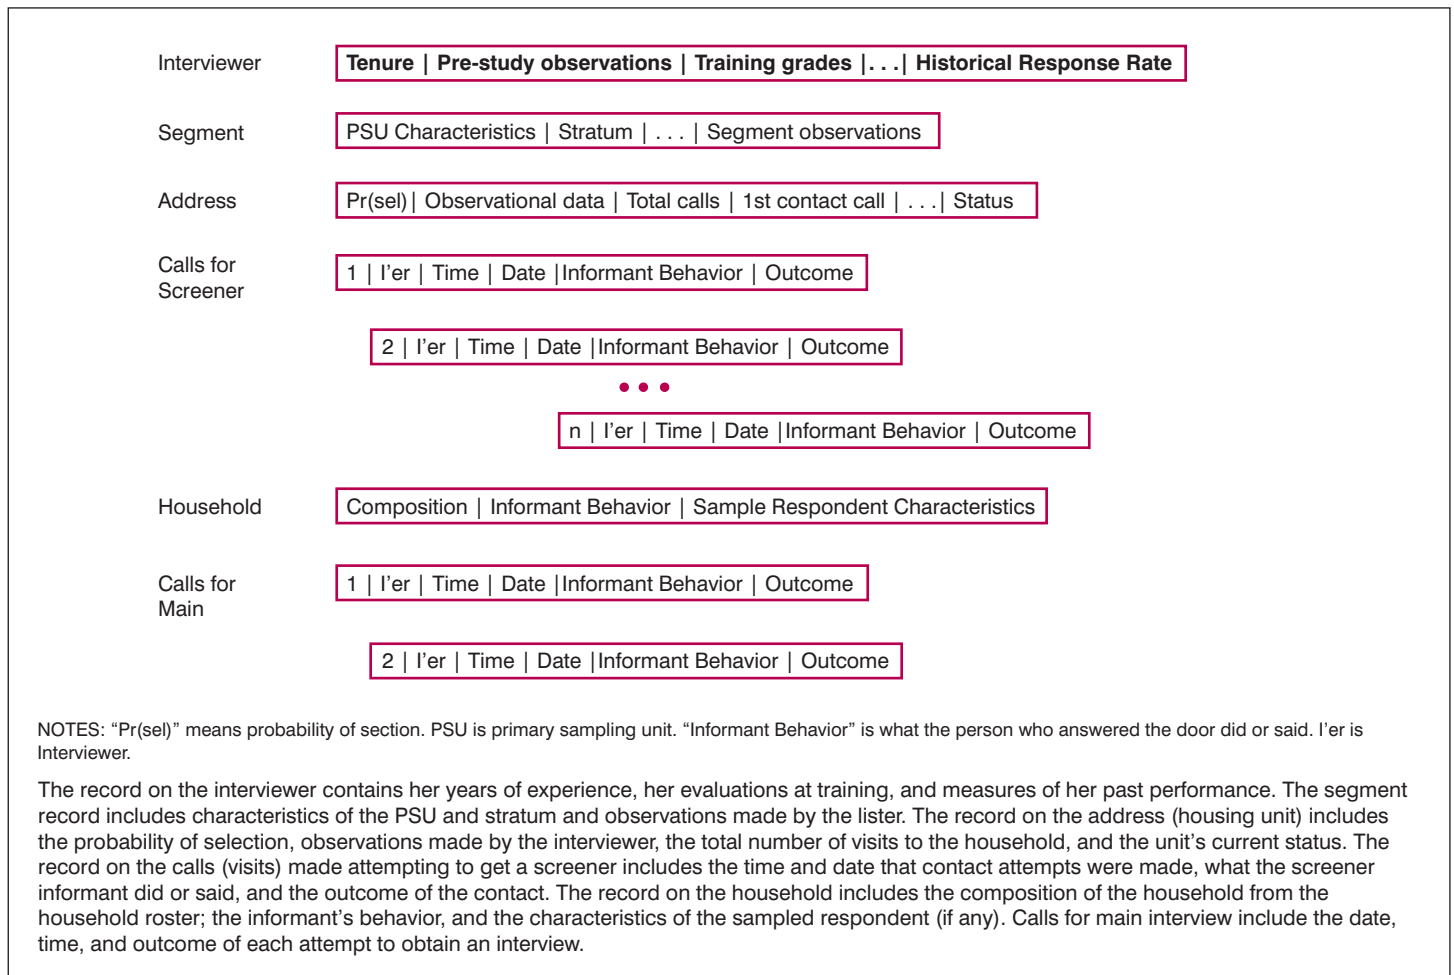 Interviewer
Tenure | Pre-study observations | Training grades |. . .| Historical Response Rate
Segment
PSU Characteristics | Stratum | . . . | Segment observations
Address
Pr(sel)| Observational data | Total calls | 1st contact call | . . .| Status
Calls for
Screener
1 | I'er | Time | Date |Informant Behavior | Outcome
2 | I'er | Time | Date |Informant Behavior | Outcome
• • •
n | I'er | Time | Date |Informant Behavior | Outcome
Household
Composition | Informant Behavior | Sample Respondent Characteristics
Calls for
Main
1 | I'er | Time | Date |Informant Behavior | Outcome
2 | I'er | Time | Date |Informant Behavior | Outcome
NOTES: “Pr(sel)” means probability of section. PSU is primary sampling unit. “Informant Behavior” is what the person who answered the door did or said. I'er is
Interviewer.
The record on the interviewer contains her years of experience, her evaluations at training, and measures of her past performance. The segment
record includes characteristics of the PSU and stratum and observations made by the lister. The record on the address (housing unit) includes
the probability of selection, observations made by the interviewer, the total number of visits to the household, and the unit's current status. The
record on the calls (visits) made attempting to get a screener includes the time and date that contact attempts were made, what the screener
informant did or said, and the outcome of the contact. The record on the household includes the composition of the household from the
household roster; the informant's behavior, and the characteristics of the sampled respondent (if any). Calls for main interview include the date,
time, and outcome of each attempt to obtain an interview.